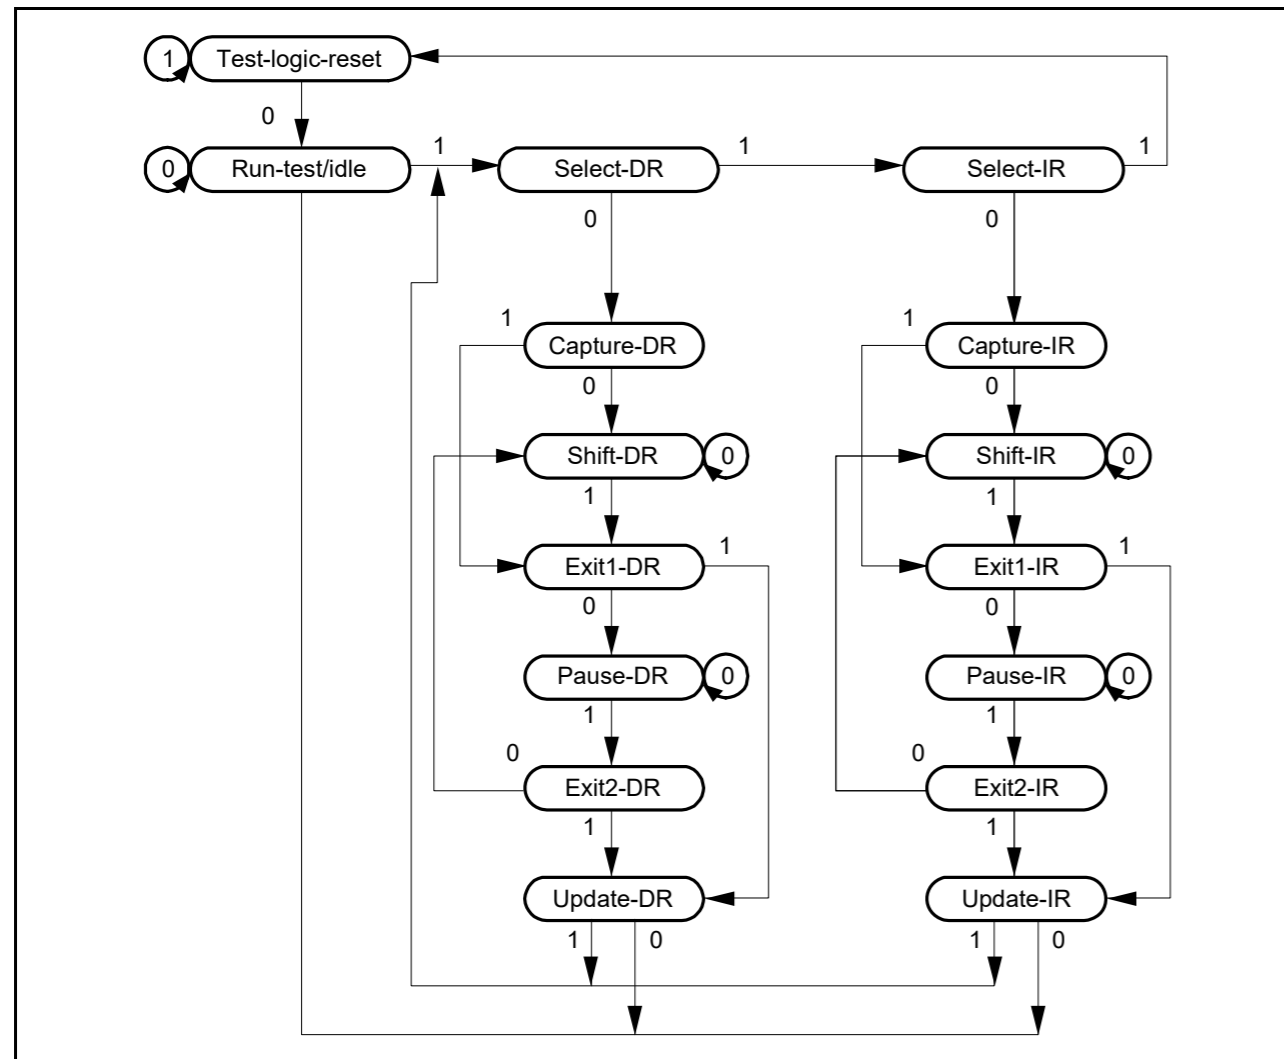 1 Test-logic-reset
0
0 Run-test/idle 1 Select-DR 1 Select-IR 1
0 0
1 1
Capture-DR Capture-IR
0 0
Shift-DR 0 Shift-IR 0
1 1
Exit1-DR 1 Exit1-IR 1
0 0
Pause-DR 0 Pause-IR 0
1 1
0 0
Exit2-DR Exit2-IR
1 1
Update-DR Update-IR
1 0 1 0